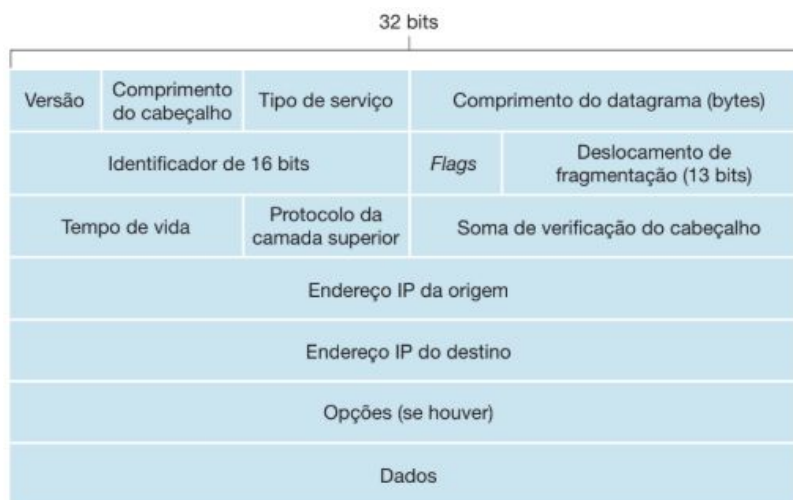 32 bits
Versão
Comprimento
do cabeçalho
Tipo de serviço
Comprimento do datagrama (bytes)
Identificador de 16 bits
Flags
Deslocamento de
fragmentação (13 bits)
Tempo de vida
Protocolo da
camada superior
Soma de verificação do cabeçalho
Endereço IP da origem
Endereço IP do destino
Opções (se houver)
Dados